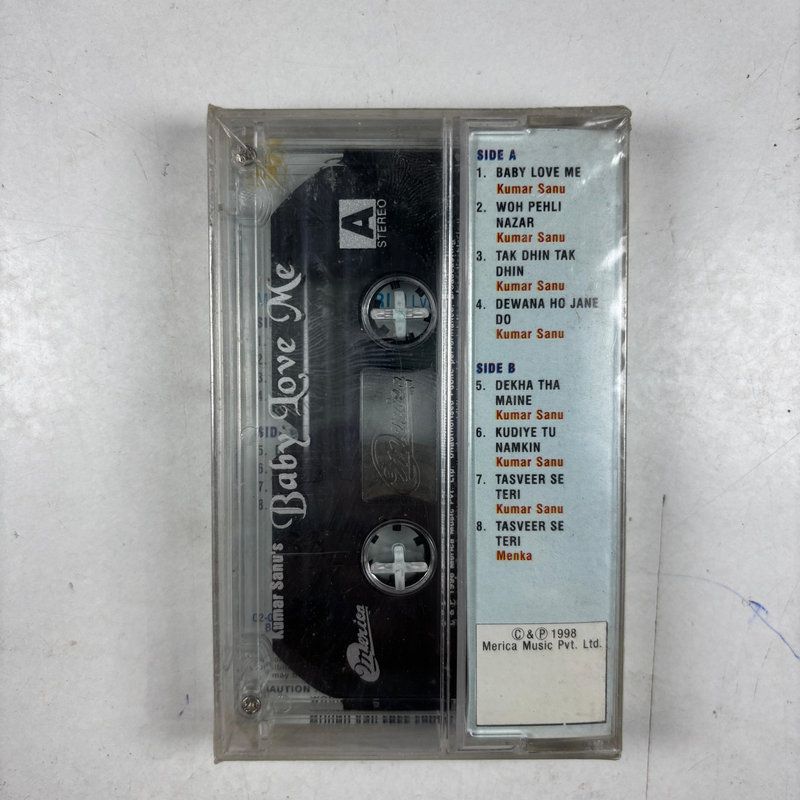 SIDE A
1. BABY LOVE ME
Kumar Sanu
2. WOH PEHLI
NAZAR
Kumar Sanu
3. TAK DHIN TAK
DHIN
Kumar Sanu
4. DEWANA HO JANE
DO
Kumar Sanu
SIDE B
5. DEKHA THA
MAINE
Kumar Sanu
6. KUDIYE TU
NAMKIN
Kumar Sanu
7. TASVEER SE
TERI
Kumar Sanu
8. TASVEER SE
TERI
Menka
© & ℗ 1998
Merica Music Pvt. Ltd.
A
STEREO
Kumar Sanu's
Baby Love Me
Merica
Merica